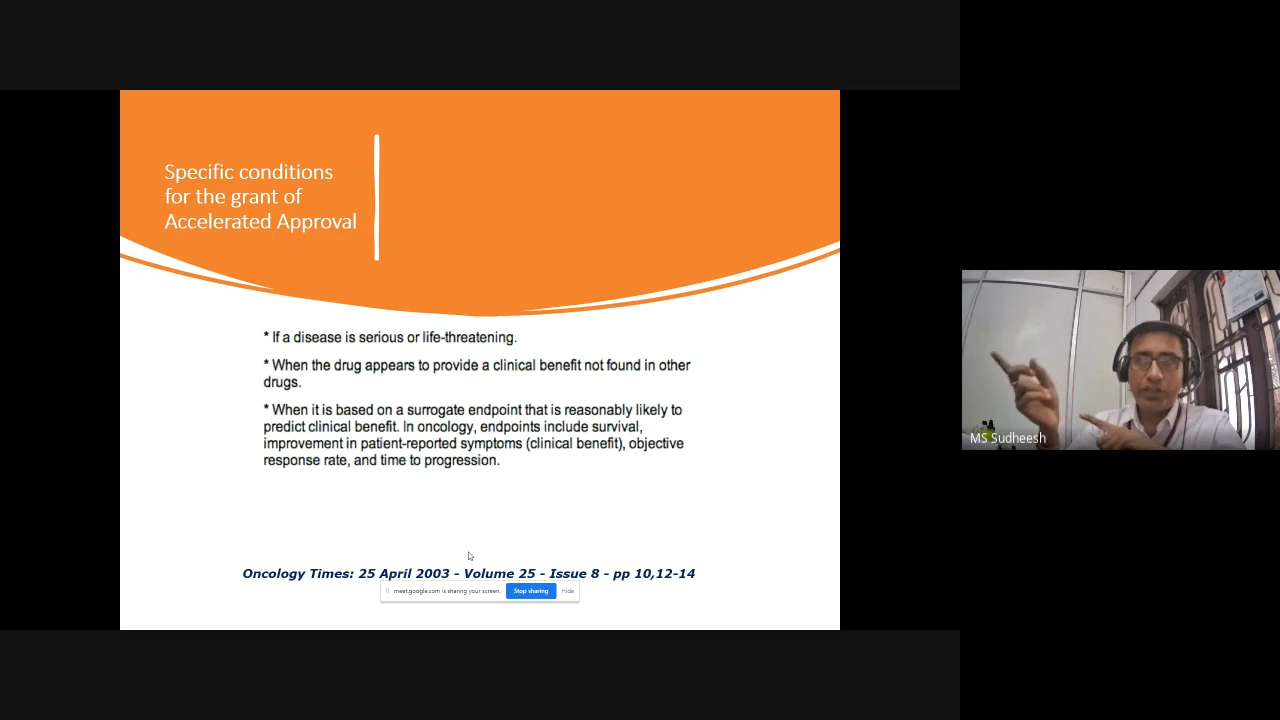 Specific conditions
for the grant of
Accelerated Approval
* If a disease is serious or life-threatening.
* When the drug appears to provide a clinical benefit not found in other
drugs.
* When it is based on a surrogate endpoint that is reasonably likely to
predict clinical benefit. In oncology, endpoints include survival,
improvement in patient-reported symptoms (clinical benefit), objective
response rate, and time to progression.
Oncology Times: 25 April 2003 - Volume 25 - Issue 8 - pp 10,12-14
meet.google.com is sharing your screen. Stop sharing Hide
MS Sudheesh